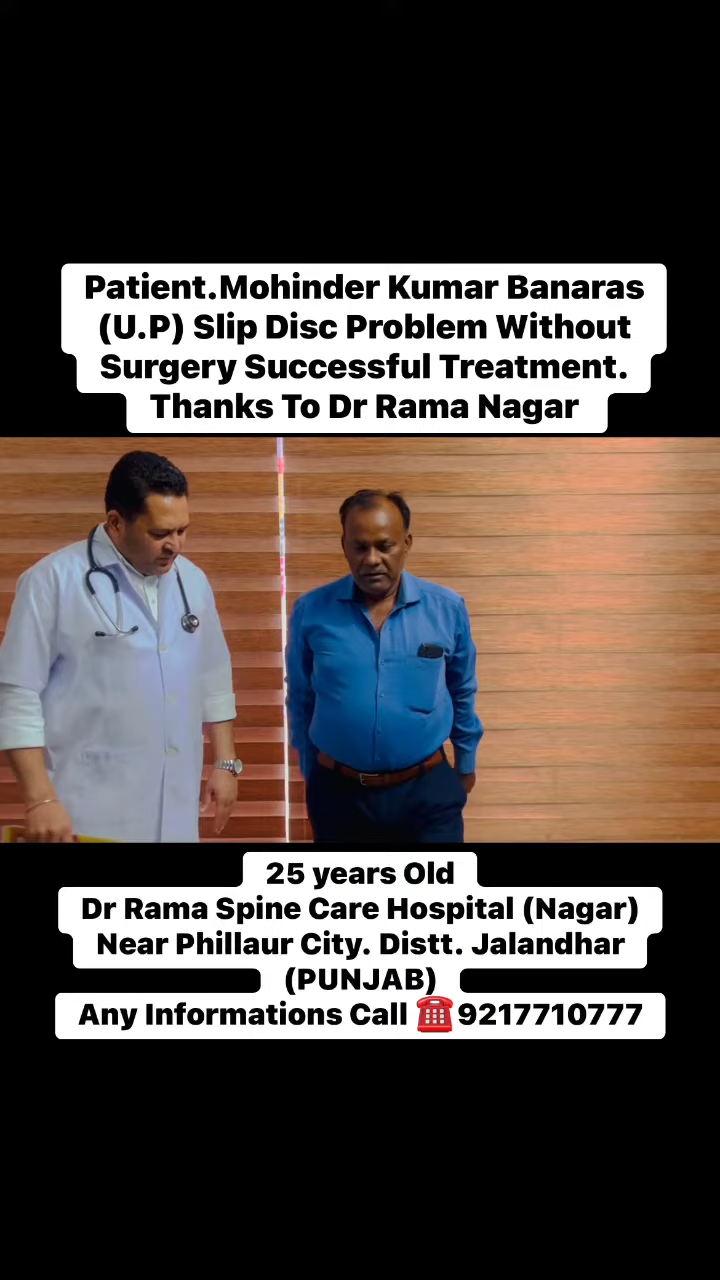 Patient.Mohinder Kumar Banaras
(U.P) Slip Disc Problem Without
Surgery Successful Treatment.
Thanks To Dr Rama Nagar
25 years Old
Dr Rama Spine Care Hospital (Nagar)
Near Phillaur City. Distt. Jalandhar
(PUNJAB)
Any Informations Call ☎️9217710777